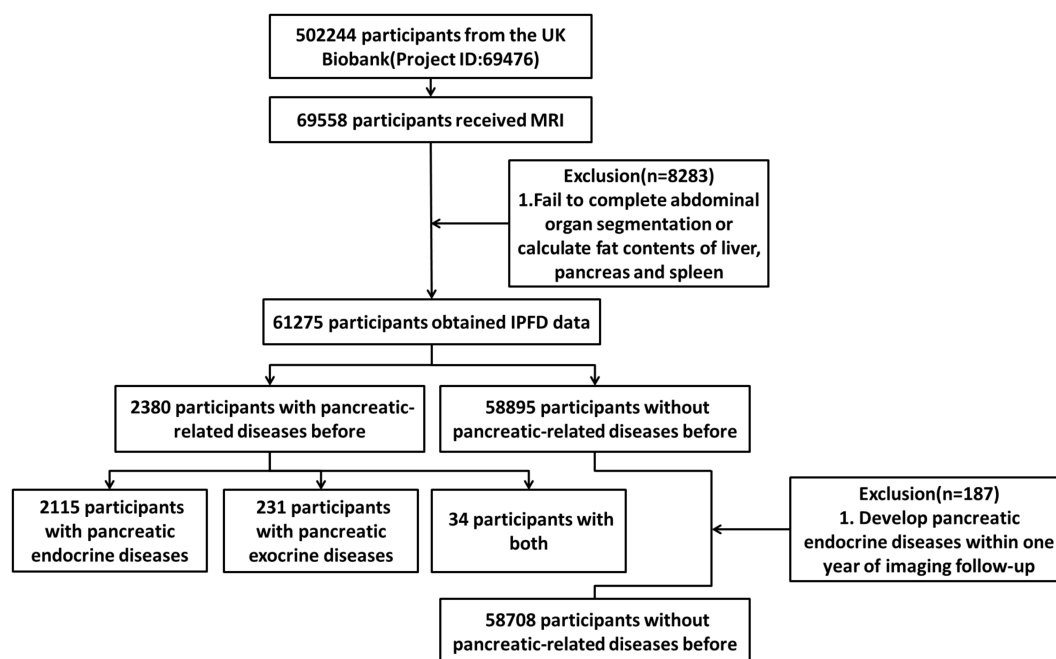 502244 participants from the UK
Biobank(Project ID:69476)
69558 participants received MRI
Exclusion(n=8283)
1.Fail to complete abdominal
organ segmentation or
calculate fat contents of liver,
pancreas and spleen
61275 participants obtained IPFD data
2380 participants with pancreatic-
related diseases before
58895 participants without
pancreatic-related diseases before
2115 participants
with pancreatic
endocrine diseases
231 participants
with pancreatic
exocrine diseases
34 participants with
both
Exclusion(n=187)
1. Develop pancreatic
endocrine diseases within one
year of imaging follow-up
58708 participants without
pancreatic-related diseases before